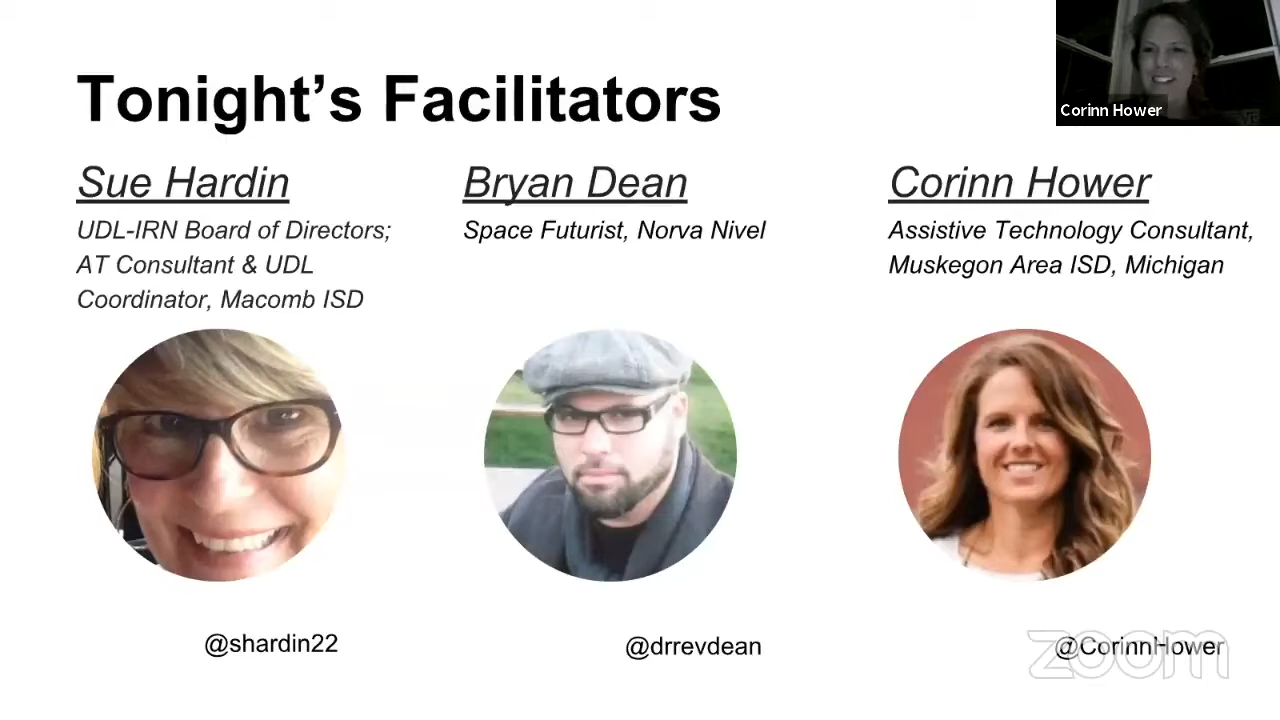 Tonight’s Facilitators
Corinn Hower
Sue Hardin
UDL-IRN Board of Directors;
AT Consultant & UDL
Coordinator, Macomb ISD
Bryan Dean
Space Futurist, Norva Nivel
Corinn Hower
Assistive Technology Consultant,
Muskegon Area ISD, Michigan
@shardin22
@drrevdean
@CorinnHower
zoom